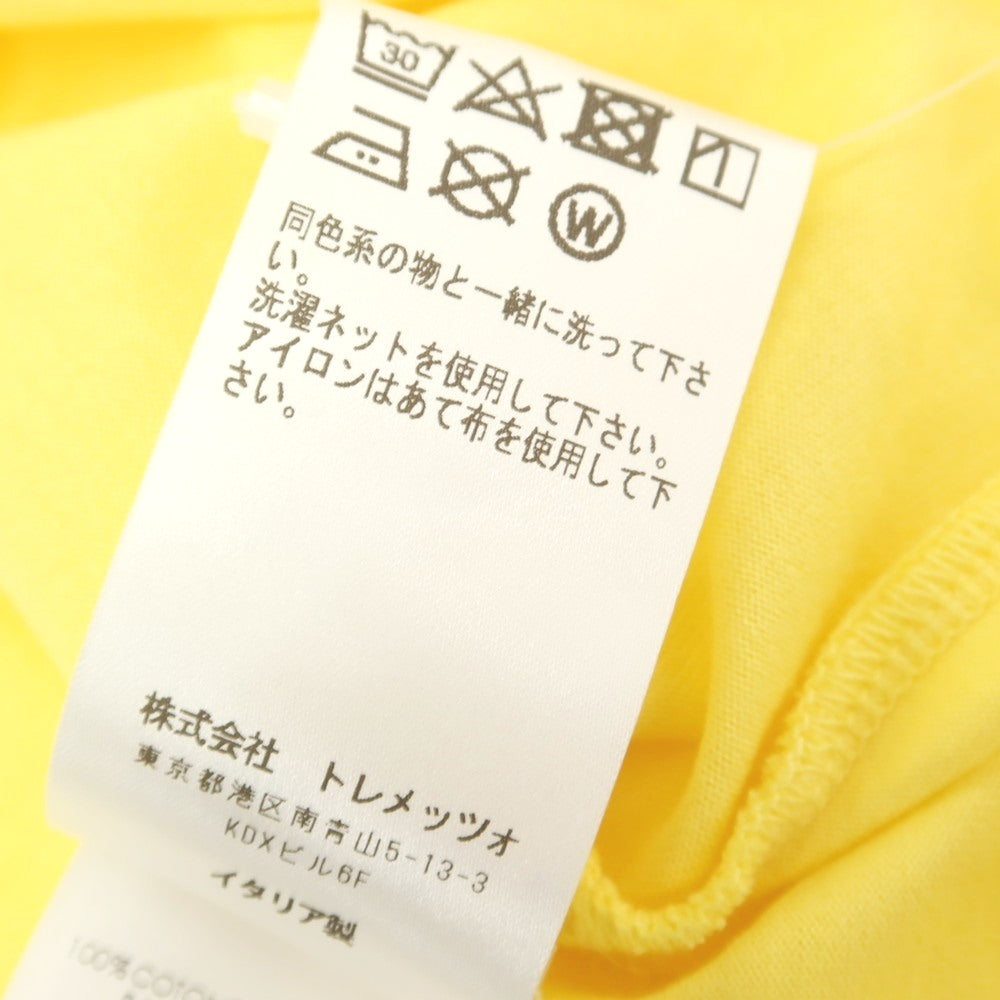 30
W
同色系の物と一緒に洗って下さ
い。
洗濯ネットを使用して下さい。
アイロンはあて布を使用して下
さい。
株式会社 トレメッツォ
東京都港区南青山5-13-3
KDXビル6F
イタリア製
100% COTON